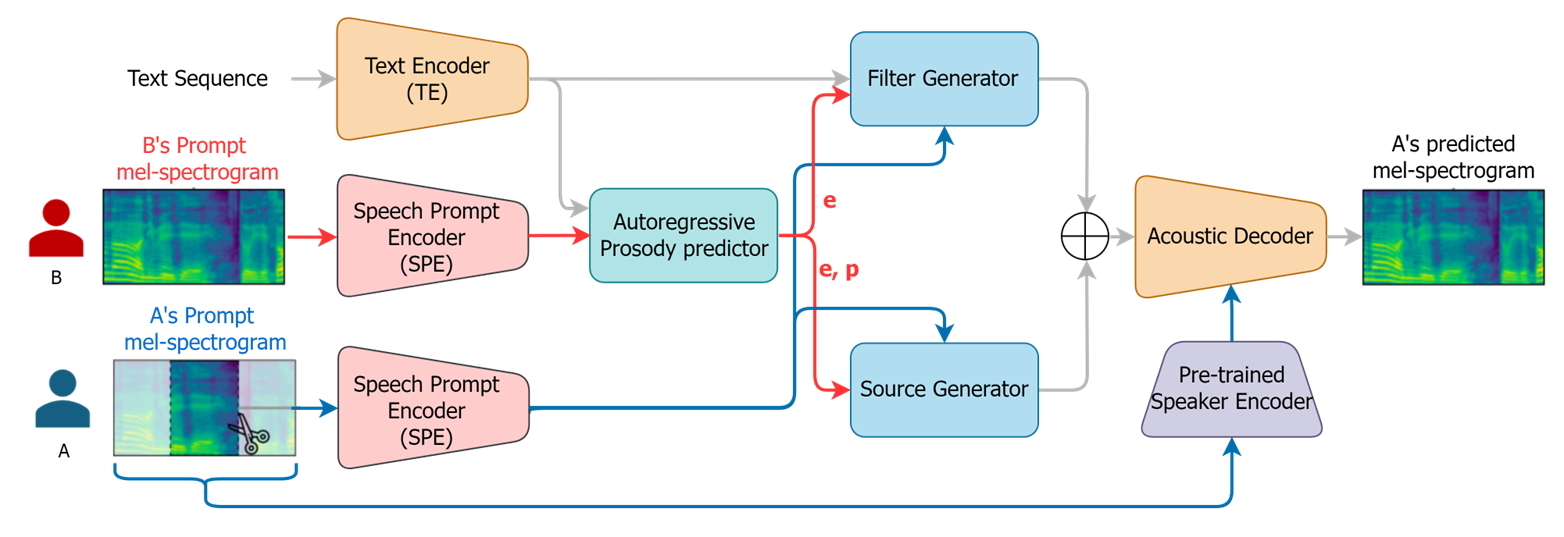 Text Sequence
Text Encoder
(TE)
Filter Generator
B's Prompt
mel-spectrogram
B
Speech Prompt
Encoder
(SPE)
Autoregressive
Prosody predictor
e
e, p
Acoustic Decoder
A's predicted
mel-spectrogram
A's Prompt
mel-spectrogram
A
Speech Prompt
Encoder
(SPE)
Source Generator
Pre-trained
Speaker Encoder